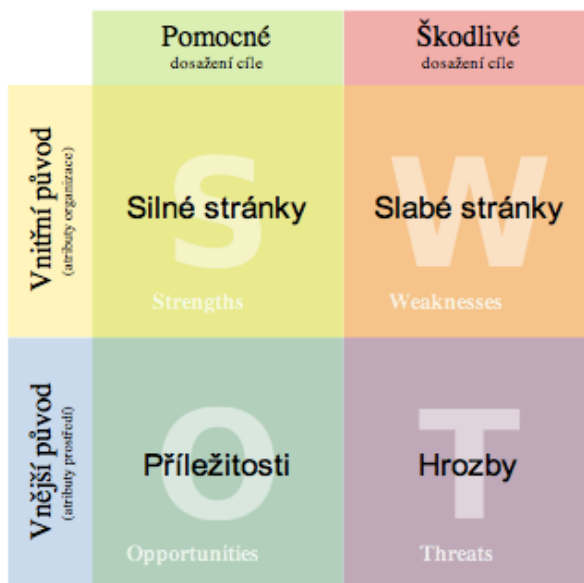 Pomocné
dosažení cíle
Škodlivé
dosažení cíle
Vnitřní původ
(atributy organizace)
S
Silné stránky
Strengths
W
Slabé stránky
Weaknesses
Vnější původ
(atributy prostředí)
O
Příležitosti
Opportunities
T
Hrozby
Threats